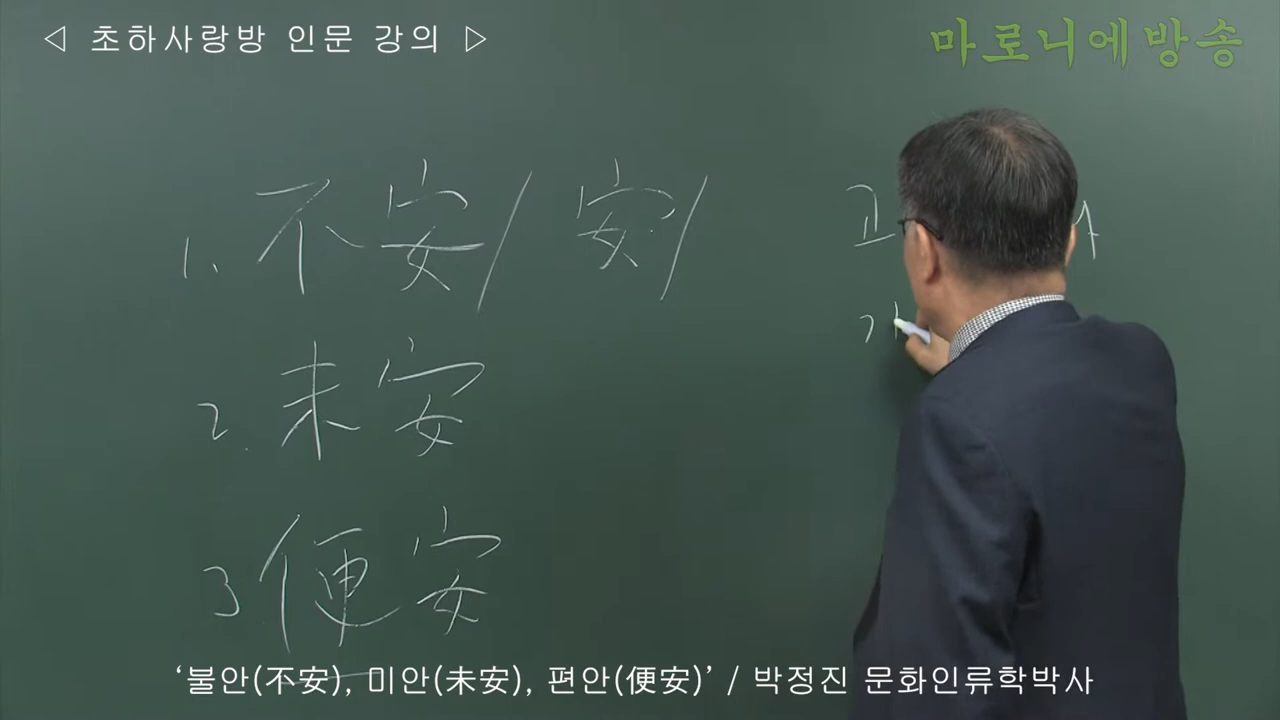 ◁ 초하사랑방 인문 강의 ▷
마로니에방송
1. 不安/ 安/
고
2. 未安
3 便安
‘불안(不安), 미안(未安), 편안(便安)’ / 박정진 문화인류학박사